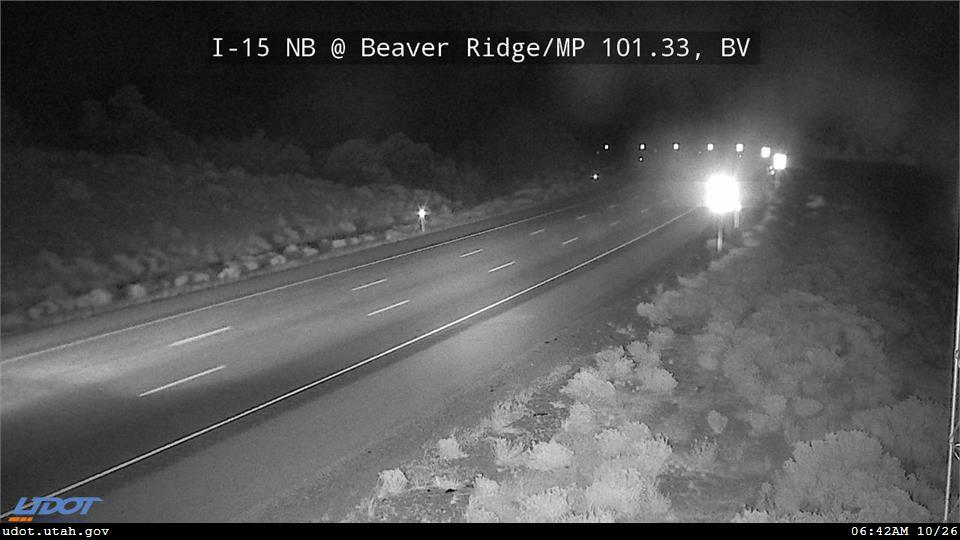 I-15 NB @ Beaver Ridge/MP 101.33, BV
UDOT
udot.utah.gov 06:42AM 10/26